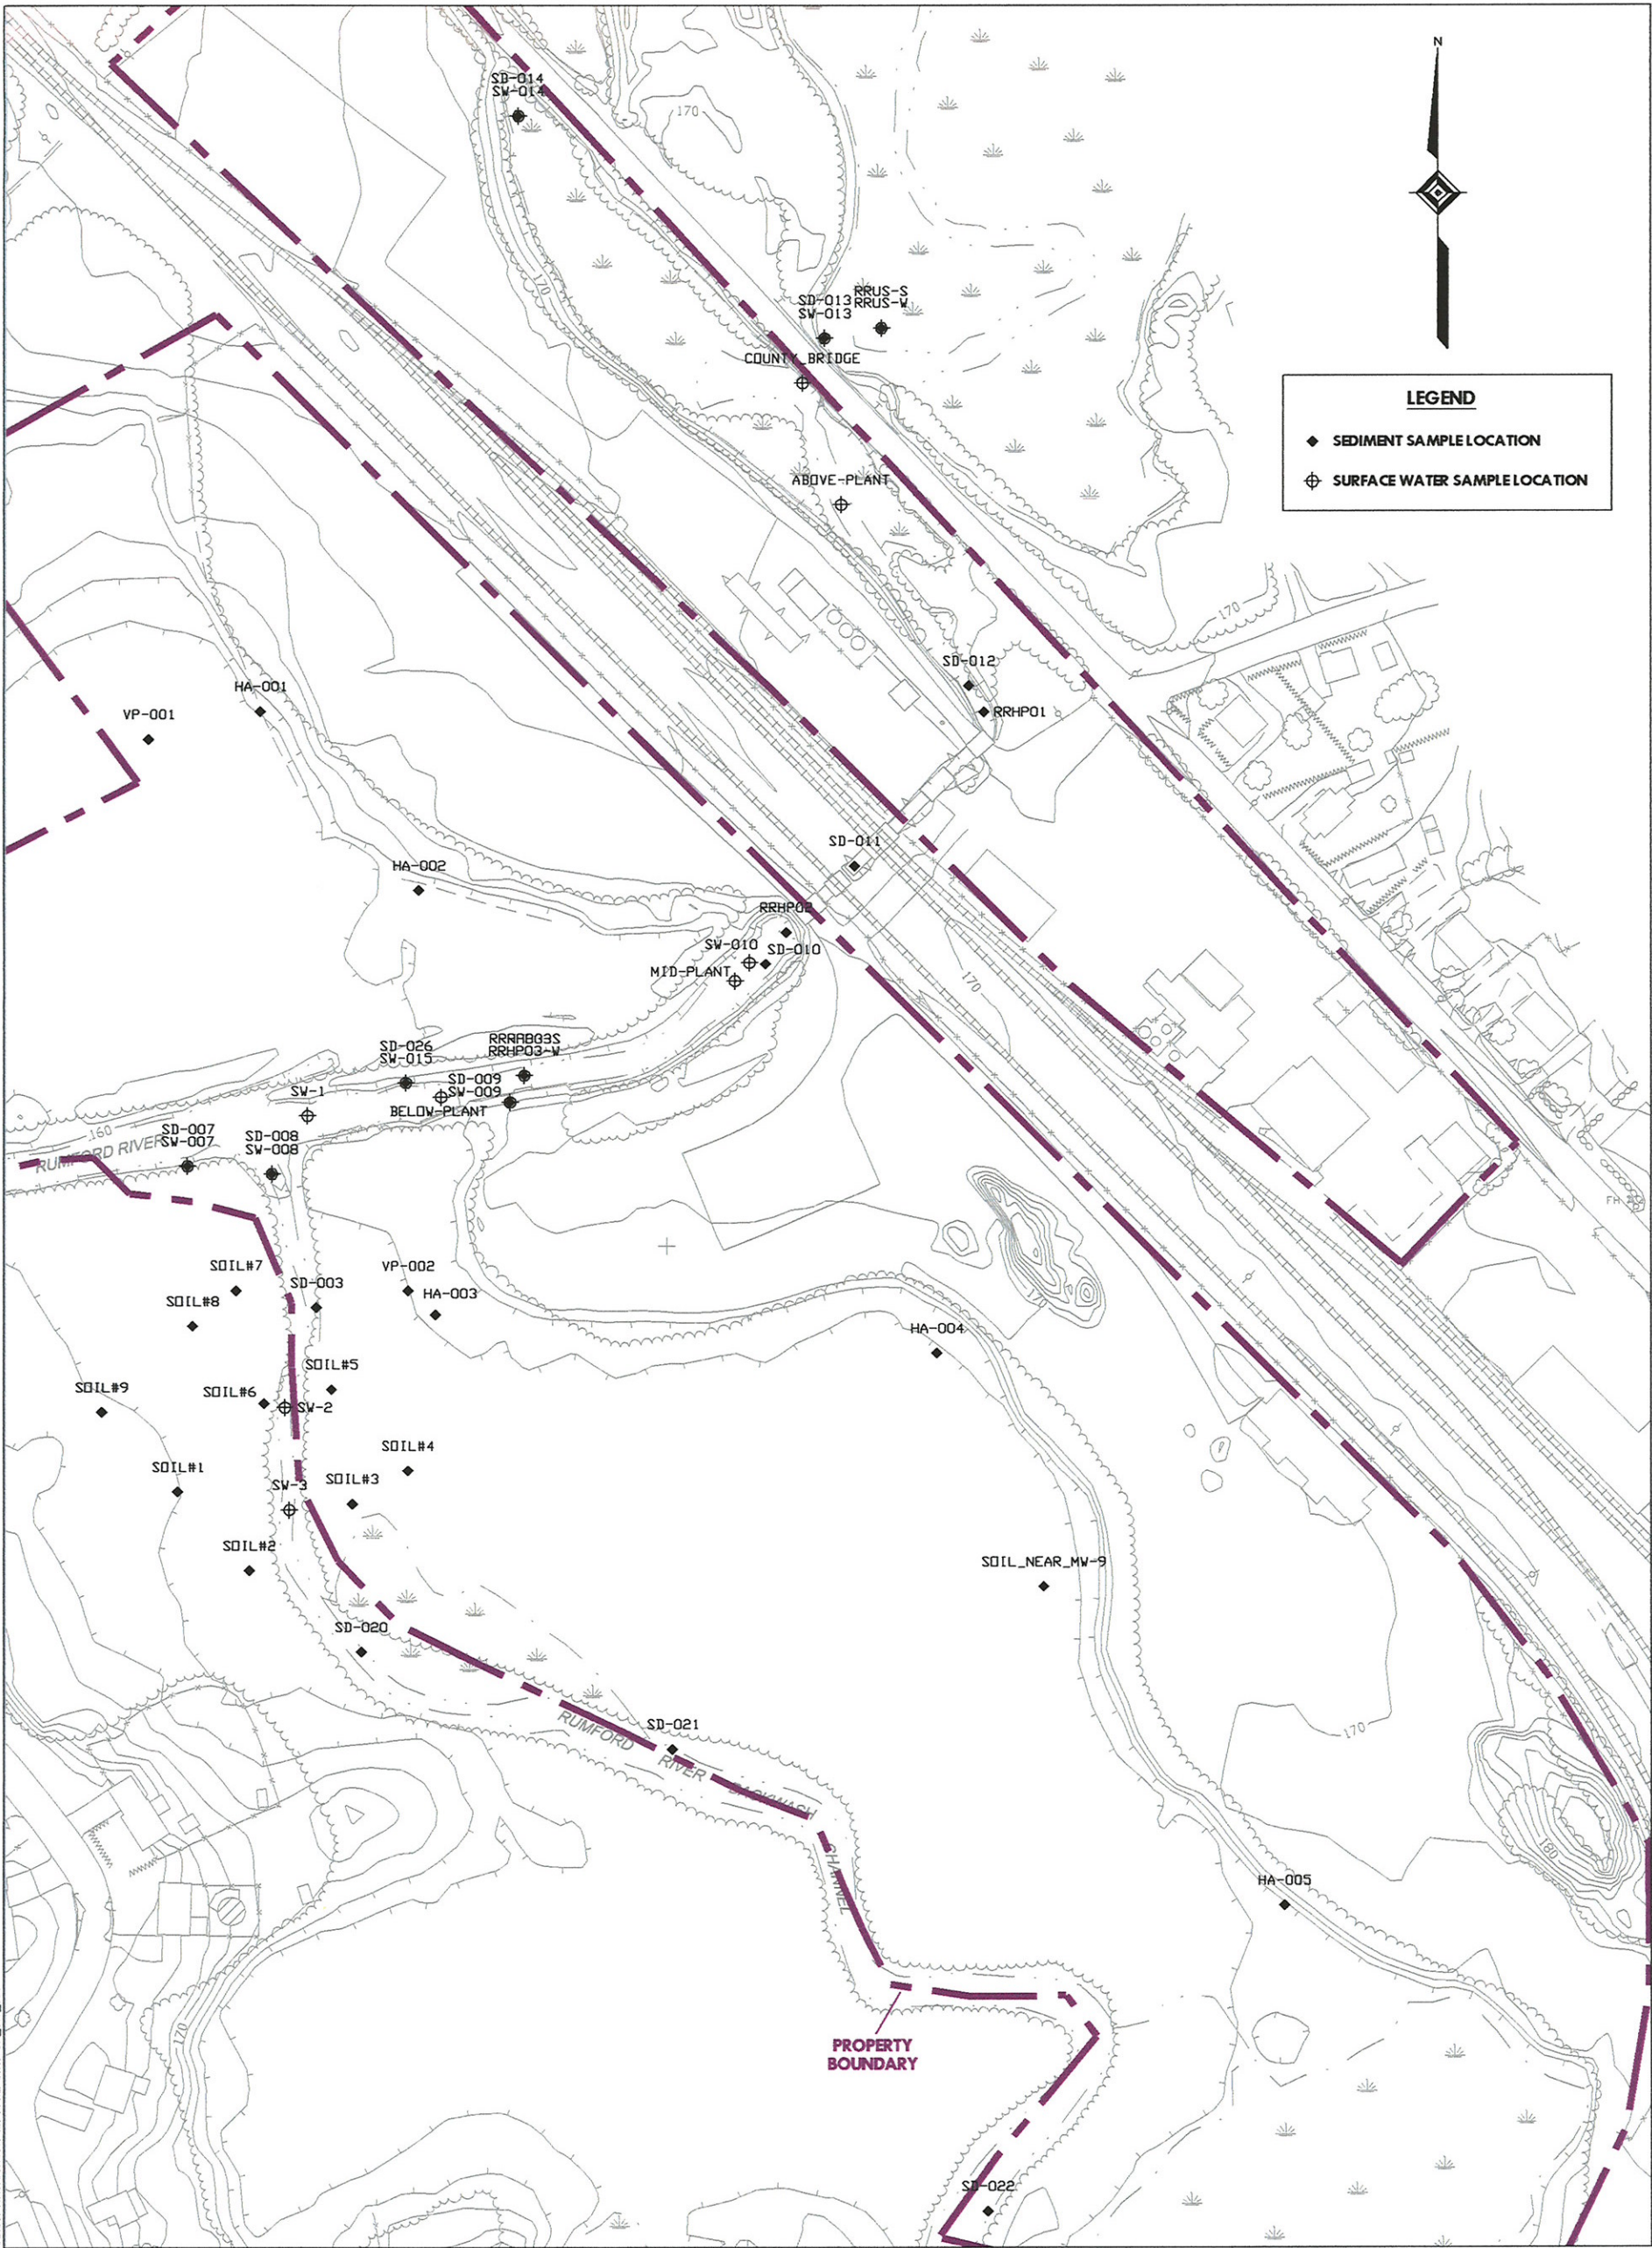 SD-014
SW-014
170
N
170
RRUS-S
SD-013 RRUS-W
SW-013
COUNTY_BRIDGE
LEGEND
SEDIMENT SAMPLE LOCATION
SURFACE WATER SAMPLE LOCATION
ABOVE-PLANT
170
SD-012
RRHP01
HA-001
VP-001
SD-011
HA-002
RRHP02
SW-010
SD-010
MID-PLANT
170
SD-026
SW-015
RRHP03-W
SD-009
SW-009
BELOW-PLANT
SW-1
160
RUMFORD RIVER
SD-007
SW-007
SD-008
SW-008
FH
SOIL#7
SD-003
VP-002
HA-003
SOIL#8
HA-004
SOIL#5
SOIL#9
SOIL#6
SW-2
SOIL#4
SOIL#1
SW-3
SOIL#3
SOIL#2
SOIL_NEAR_MW-9
SD-020
SD-021
RUMFORD
RIVER
BACKWASH
CHANNEL
170
180
HA-005
170
PROPERTY
BOUNDARY
SD-022